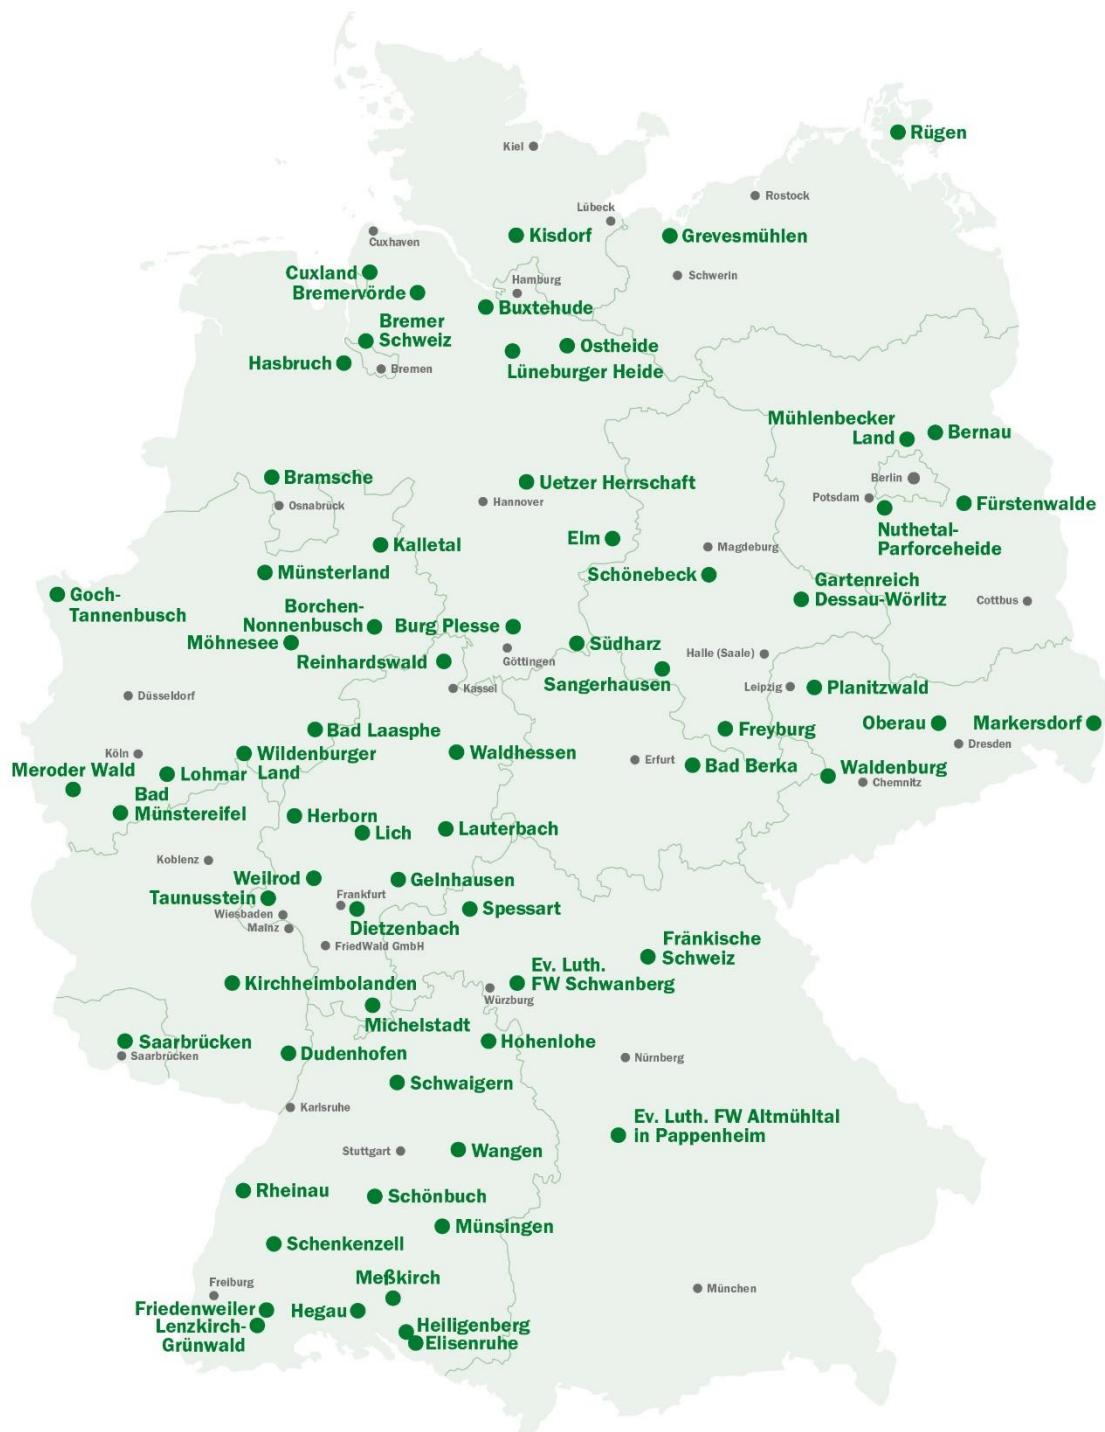 Rügen
Kiel
Rostock
Lübeck
Kisdorf
Grevesmühlen
Cuxhaven
Cuxland
Schwerin
Hamburg
Bremervörde
Buxtehude
Bremer
Schweiz
Ostheide
Hasbruch
Bremen
Lüneburger Heide
Mühlenbecker
Land
Bernau
Bramsche
Uetzer Herrschaft
Berlin
Osnabrück
Hannover
Potsdam
Fürstenwalde
Nuthetal-
Parforceheide
Elm
Kalletal
Magdeburg
Münsterland
Schönebeck
Gartenreich
Dessau-Wörlitz
Goch-
Tannenbusch
Cottbus
Borchen-
Nonnenbusch
Burg Plesse
Möhnesee
Südharz
Göttingen
Halle (Saale)
Reinhardswald
Sangerhausen
Kassel
Leipzig
Planitzwald
Düsseldorf
Bad Laasphe
Freyburg
Oberau
Markersdorf
Köln
Wildenburger
Land
Waldhessen
Dresden
Erfurt
Bad Berka
Meroder Wald
Lohmar
Waldenburg
Chemnitz
Bad
Münstereifel
Herborn
Lich
Lauterbach
Koblenz
Weilrod
Gelnhausen
Taunusstein
Frankfurt
Spessart
Wiesbaden
Mainz
Dietzenbach
FriedWald GmbH
Fränkische
Schweiz
Ev. Luth.
FW Schwanberg
Kirchheimbolanden
Würzburg
Michelstadt
Saarbrücken
Saarbrücken
Dudenhofen
Hohenlohe
Nürnberg
Schwaigern
Karlsruhe
Ev. Luth. FW Altmühltal
in Pappenheim
Stuttgart
Wangen
Rheinau
Schönbuch
Münsingen
Schenkenzell
Meßkirch
Freiburg
München
Friedenweiler
Hegau
Lenzkirch-
Grünwald
Heiligenberg
Elisenruhe